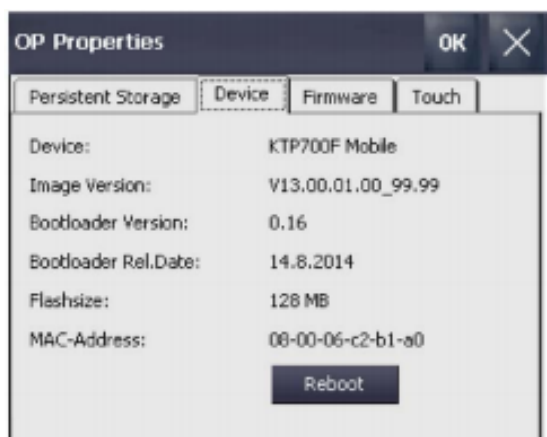 OP Properties OK
Persistent Storage Device Firmware Touch
Device: KTP700F Mobile
Image Version: V13.00.01.00_99.99
Bootloader Version: 0.16
Bootloader Rel.Date: 14.8.2014
Flashsize: 128 MB
MAC-Address: 08-00-06-c2-b1-a0
Reboot